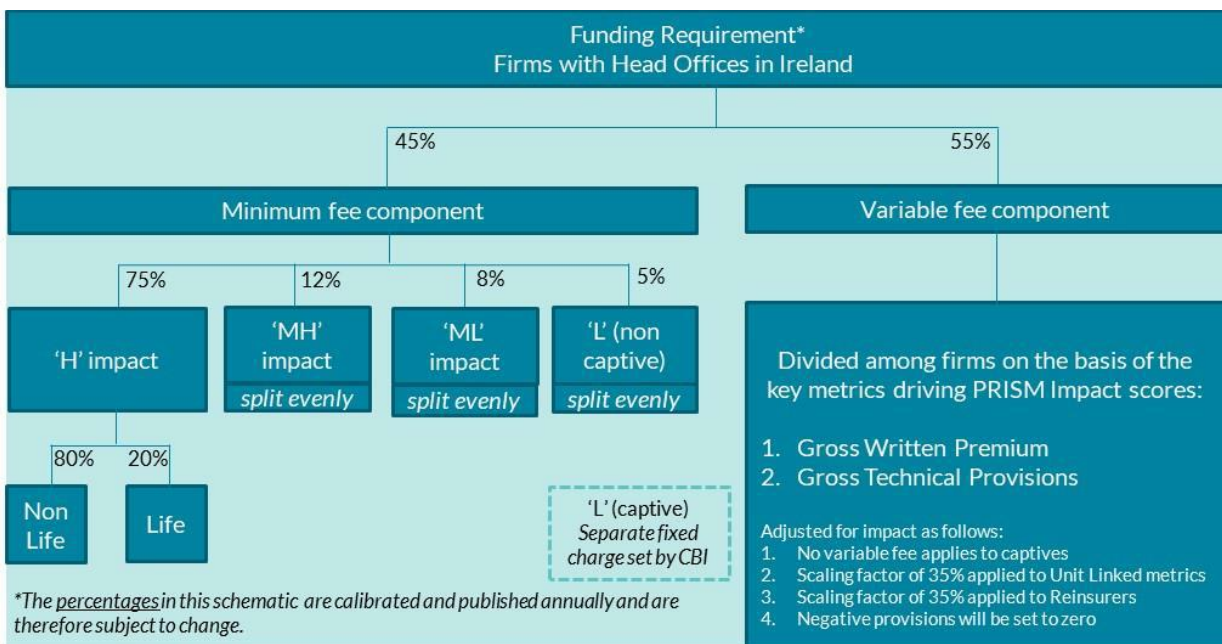 Funding Requirement*
Firms with Head Offices in Ireland
45%
55%
Minimum fee component
Variable fee component
75%
12%
8%
5%
'H' impact
'MH'
impact
split evenly
'ML'
impact
split evenly
'L' (non
captive)
split evenly
80%
20%
Non
Life
Life
'L' (captive)
Separate fixed
charge set by CBI
*The percentages in this schematic are calibrated and published annually and are
therefore subject to change.
Divided among firms on the basis of the
key metrics driving PRISM Impact scores:
1. Gross Written Premium
2. Gross Technical Provisions
Adjusted for impact as follows:
1. No variable fee applies to captives
2. Scaling factor of 35% applied to Unit Linked metrics
3. Scaling factor of 35% applied to Reinsurers
4. Negative provisions will be set to zero